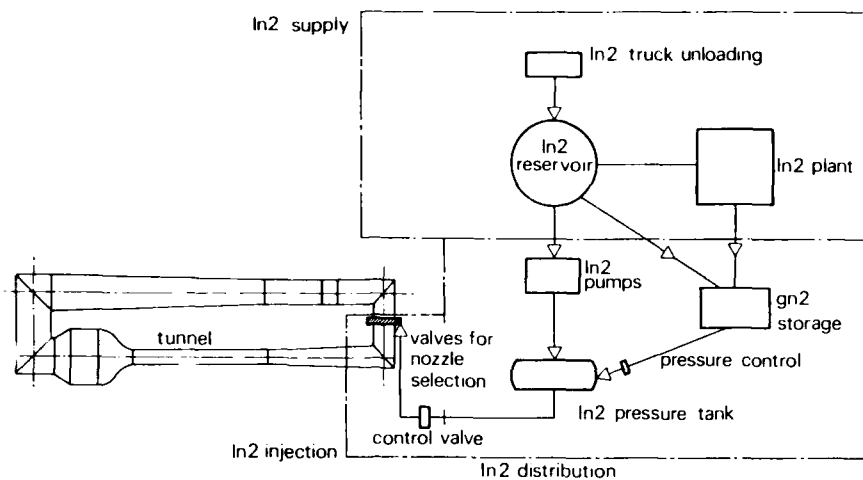 ln2 supply
ln2 truck unloading
ln2
reservoir
ln2 plant
ln2
pumps
gn2
storage
tunnel
valves for
nozzle
selection
pressure control
ln2 pressure tank
control valve
ln2 injection
ln2 distribution